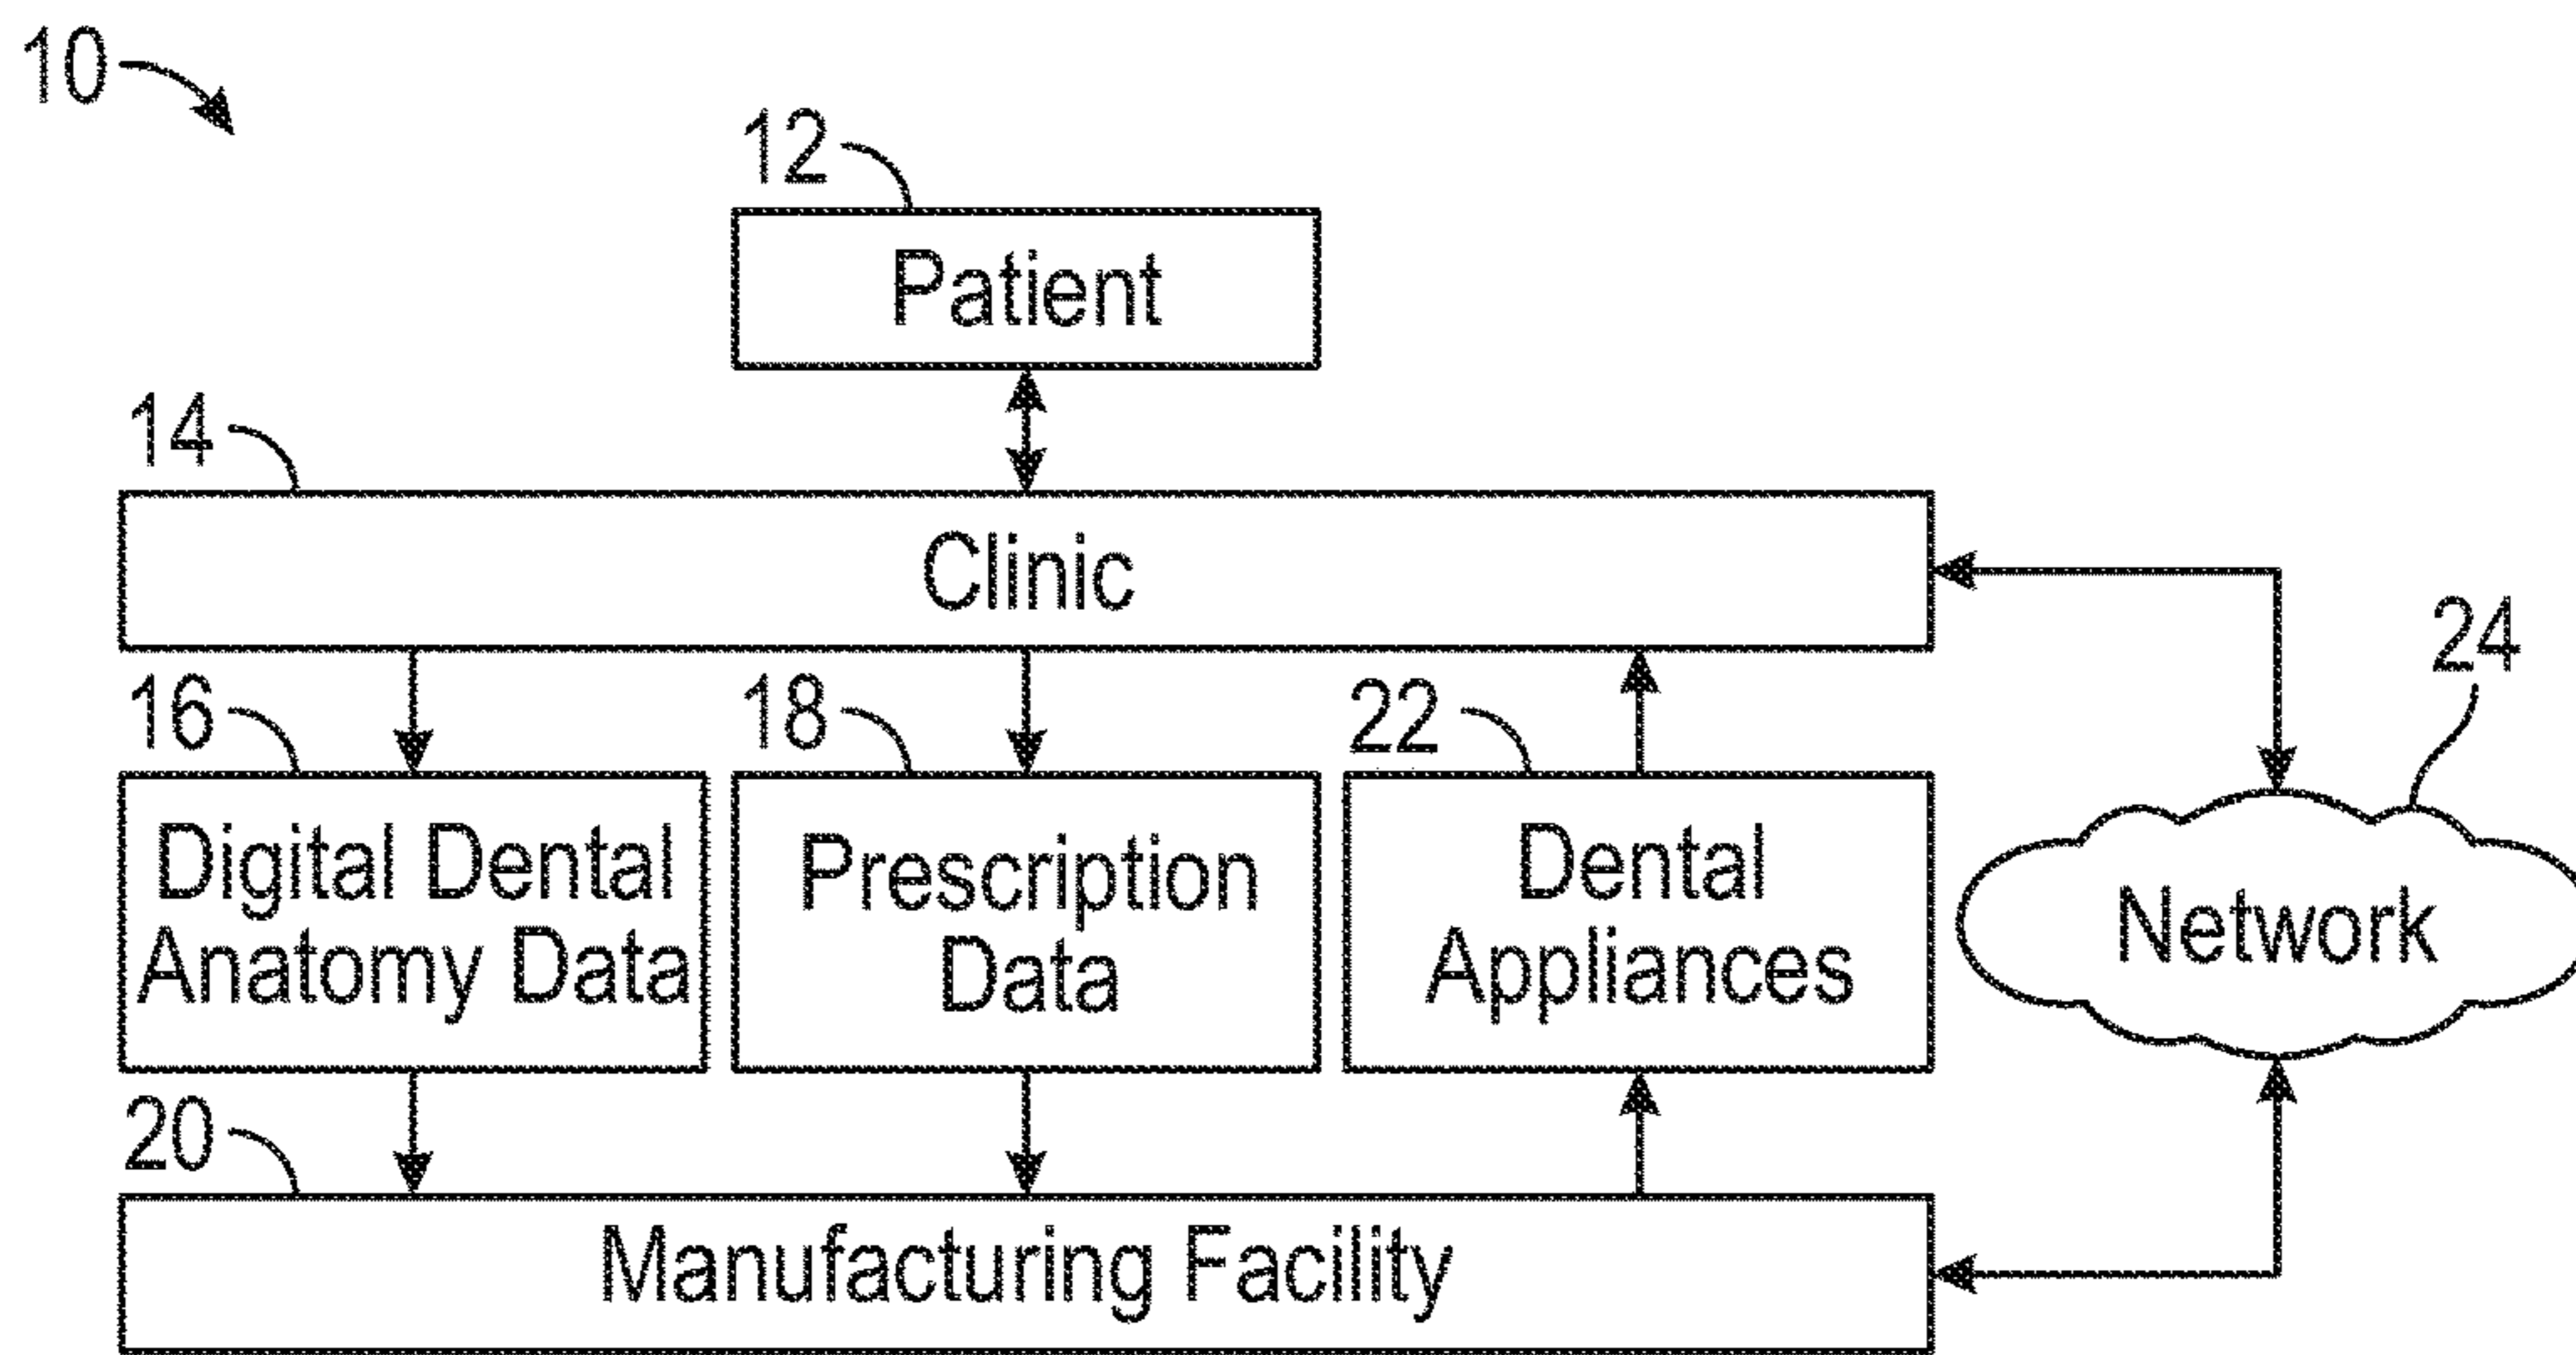 10
12
Patient
14
Clinic
24
16
18
22
Digital Dental
Anatomy Data
Prescription
Data
Dental
Appliances
Network
20
Manufacturing Facility